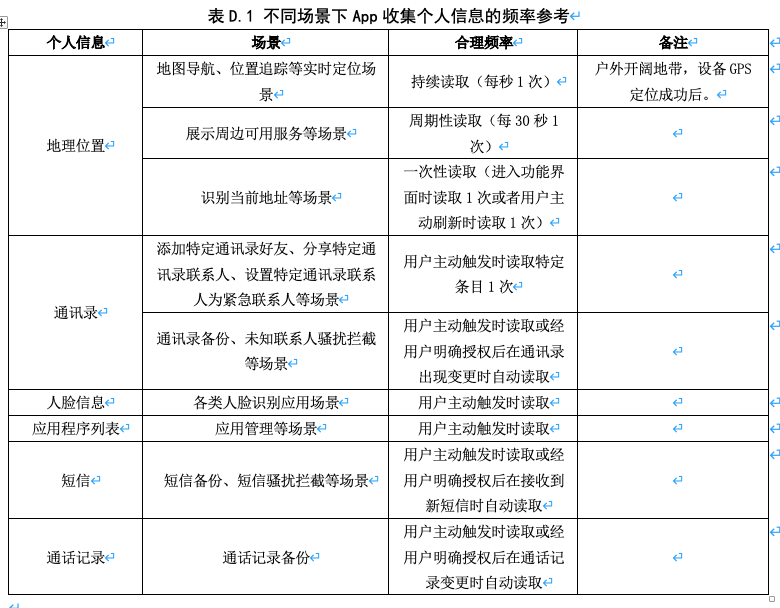 表 D.1 不同场景下 App 收集个人信息的频率参考
个人信息
场景
合理频率
备注
地理位置
地图导航、位置追踪等实时定位场
景
持续读取（每秒 1 次）
户外开阔地带，设备 GPS
定位成功后。
展示周边可用服务等场景
周期性读取（每 30 秒 1
次）
识别当前地址等场景
一次性读取（进入功能界
面时读取 1 次或者用户主
动刷新时读取 1 次）
通讯录
添加特定通讯录好友、分享特定通
讯录联系人、设置特定通讯录联系
人为紧急联系人等场景
用户主动触发时读取特定
条目 1 次
通讯录备份、未知联系人骚扰拦截
等场景
用户主动触发时读取或经
用户明确授权后在通讯录
出现变更时自动读取
人脸信息
各类人脸识别应用场景
用户主动触发时读取
应用程序列表
应用管理等场景
用户主动触发时读取
短信
短信备份、短信骚扰拦截等场景
用户主动触发时读取或经
用户明确授权后在接收到
新短信时自动读取
通话记录
通话记录备份
用户主动触发时读取或经
用户明确授权后在通话记
录变更时自动读取